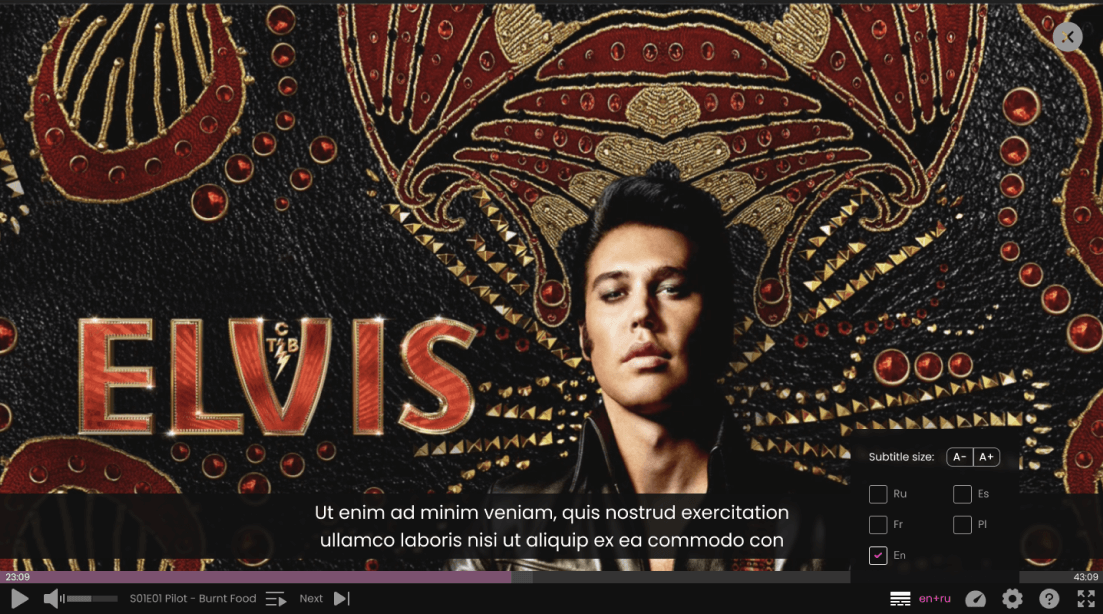 ELVIS
TCB
Subtitle size: A- A+
Ru Es
Fr Pl
En
Ut enim ad minim veniam, quis nostrud exercitation
ullamco laboris nisi ut aliquip ex ea commodo con
23:09 43:09
S01E01 Pilot - Burnt Food Next en+ru ?